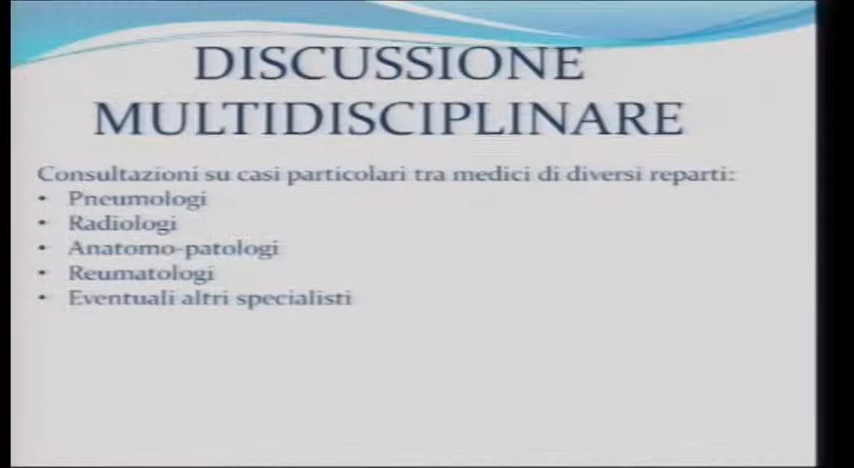 DISCUSSIONE
MULTIDISCIPLINARE
Consultazioni su casi particolari tra medici di diversi reparti:
• Pneumologi
• Radiologi
• Anatomo-patologi
• Reumatologi
• Eventuali altri specialisti